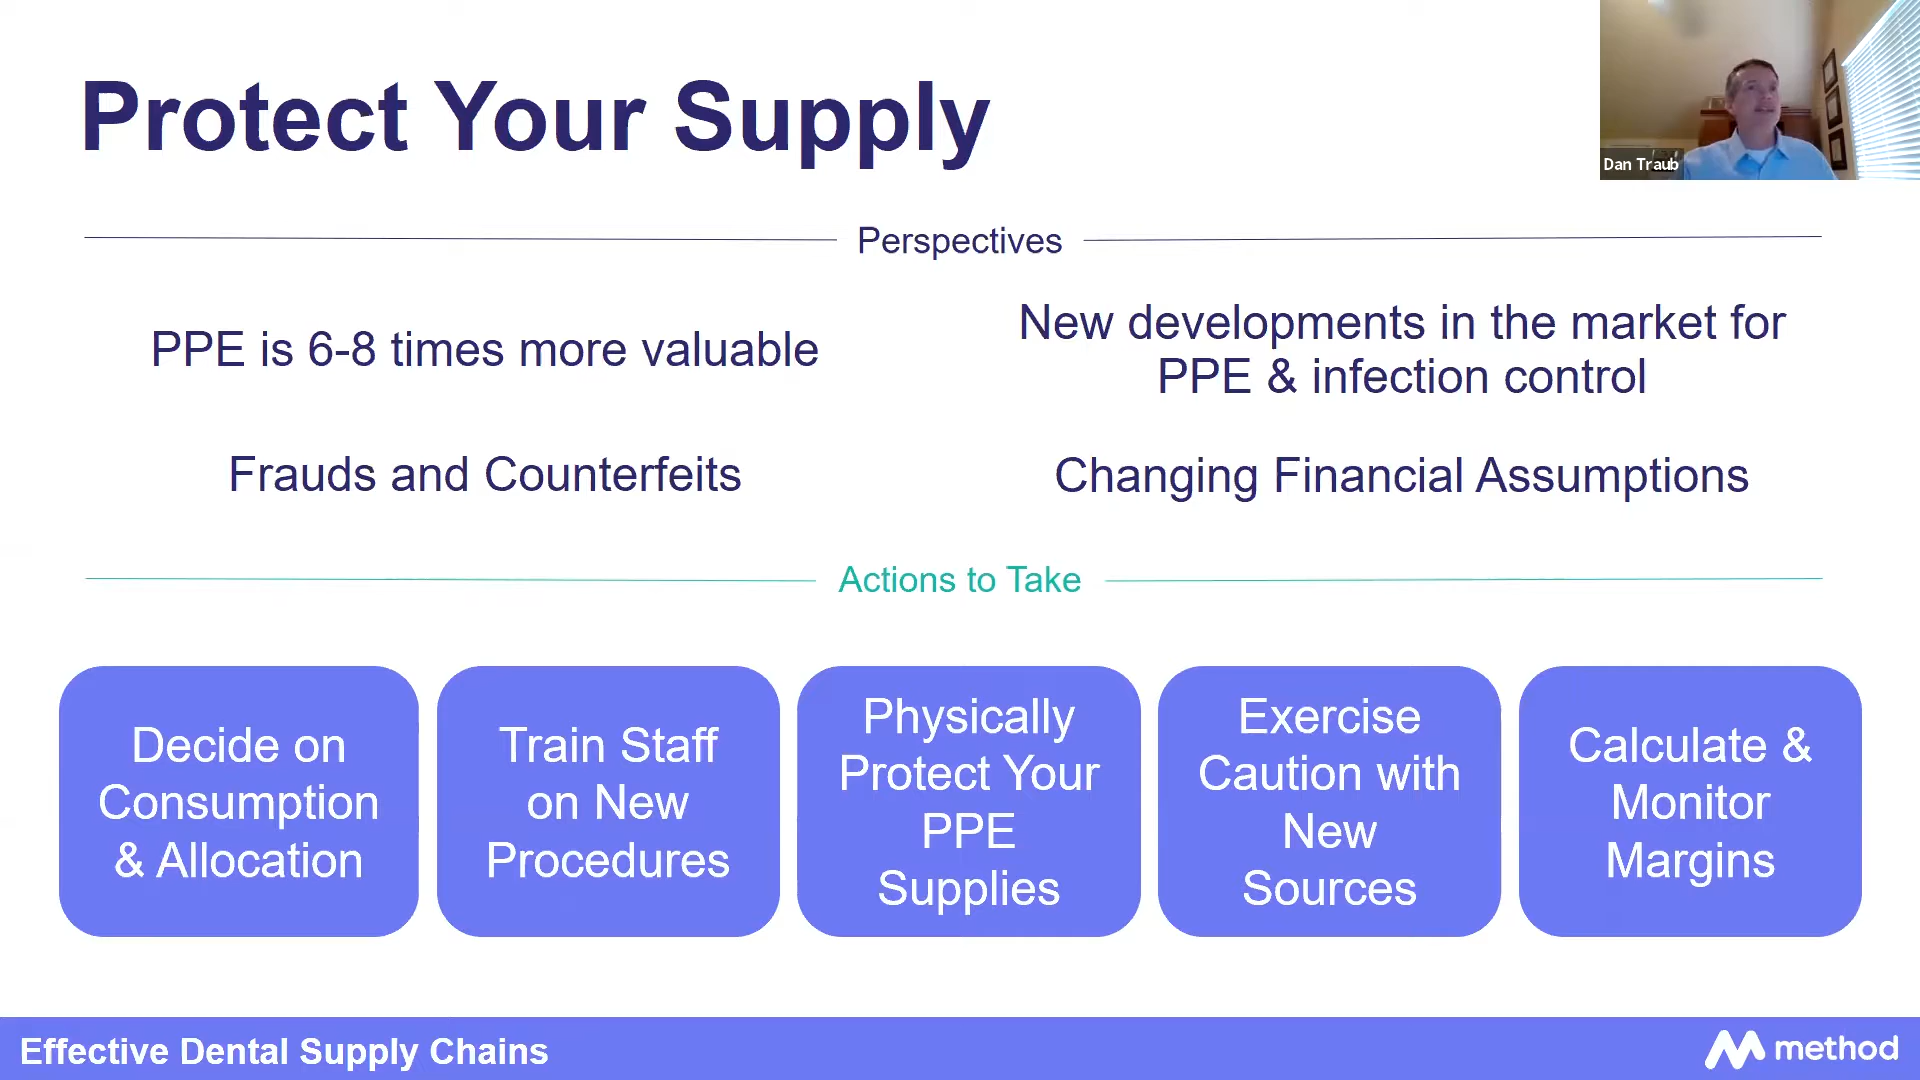 Protect Your Supply
Dan Traub
Perspectives
PPE is 6-8 times more valuable
New developments in the market for
PPE & infection control
Frauds and Counterfeits
Changing Financial Assumptions
Actions to Take
Decide on
Consumption
& Allocation
Train Staff
on New
Procedures
Physically
Protect Your
PPE
Supplies
Exercise
Caution with
New
Sources
Calculate &
Monitor
Margins
Effective Dental Supply Chains
method